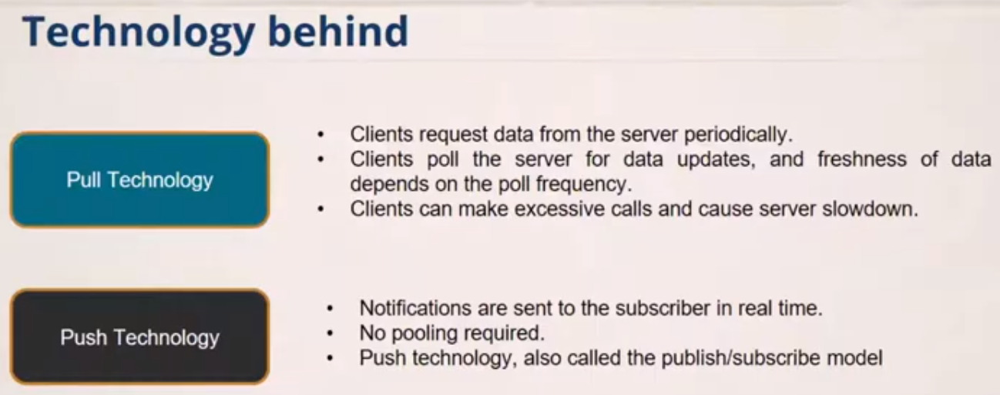 Technology behind
Pull Technology
• Clients request data from the server periodically.
• Clients poll the server for data updates, and freshness of data
depends on the poll frequency.
• Clients can make excessive calls and cause server slowdown.
Push Technology
• Notifications are sent to the subscriber in real time.
• No pooling required.
• Push technology, also called the publish/subscribe model